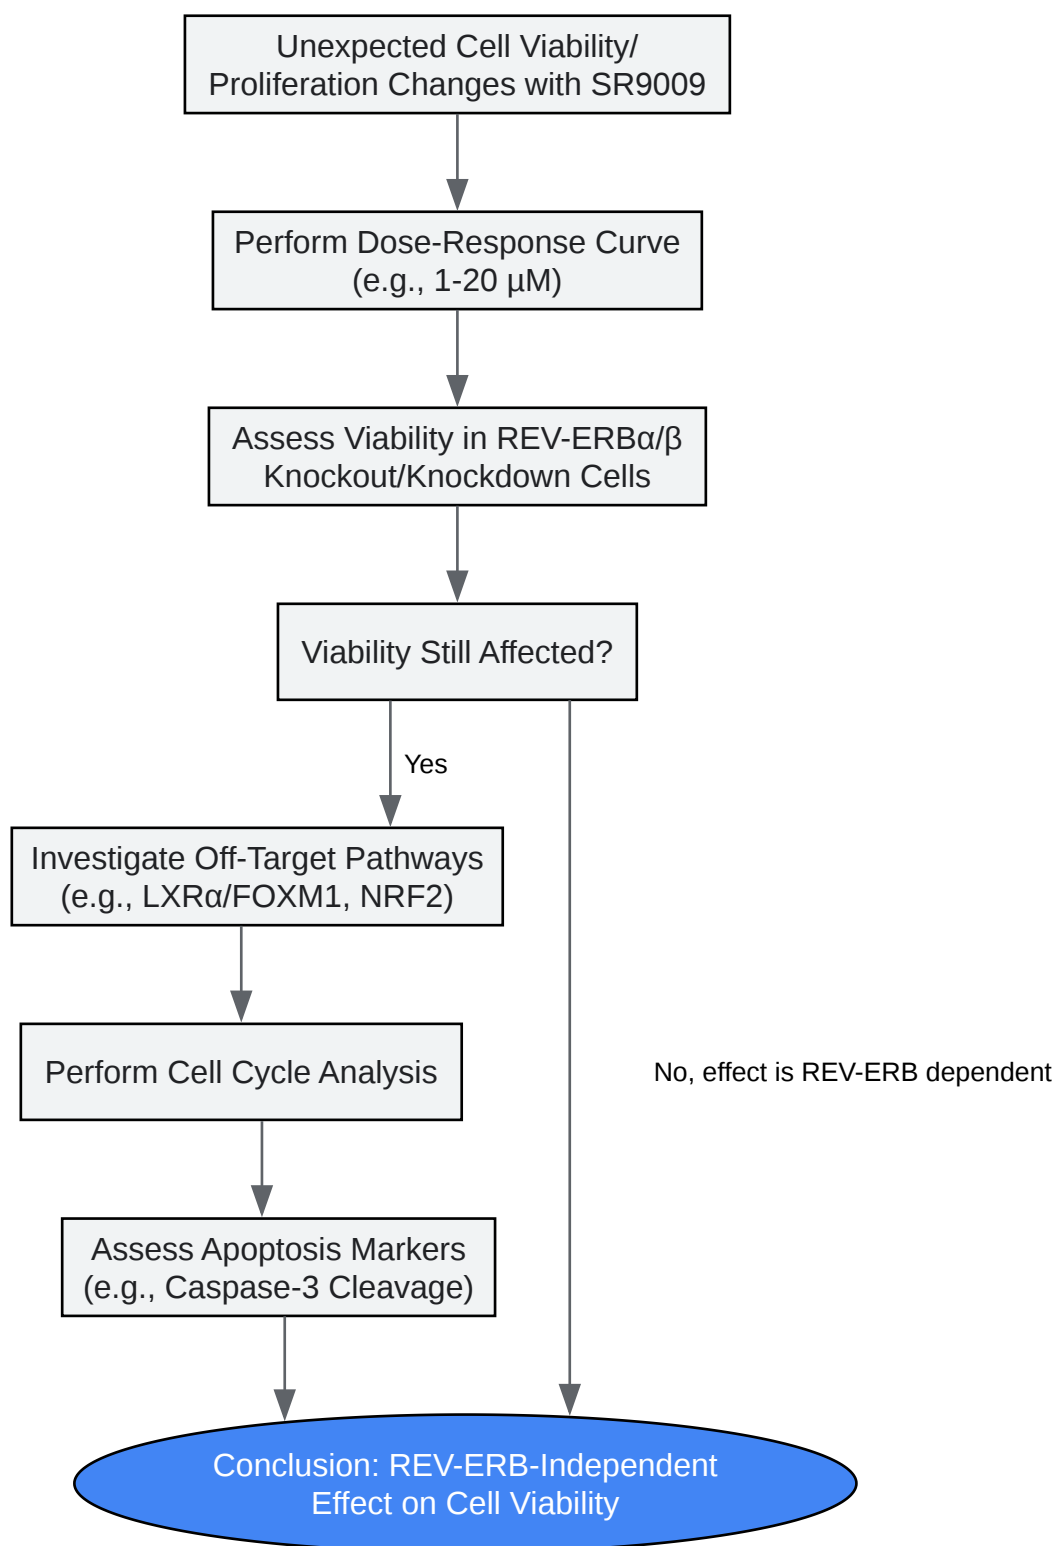 Unexpected Cell Viability/
Proliferation Changes with SR9009
Perform Dose-Response Curve
(e.g., 1-20 µM)
Assess Viability in REV-ERBα/β
Knockout/Knockdown Cells
Viability Still Affected?
Yes
Investigate Off-Target Pathways
(e.g., LXRα/FOXM1, NRF2)
Perform Cell Cycle Analysis
No, effect is REV-ERB dependent
Assess Apoptosis Markers
(e.g., Caspase-3 Cleavage)
Conclusion: REV-ERB-Independent
Effect on Cell Viability